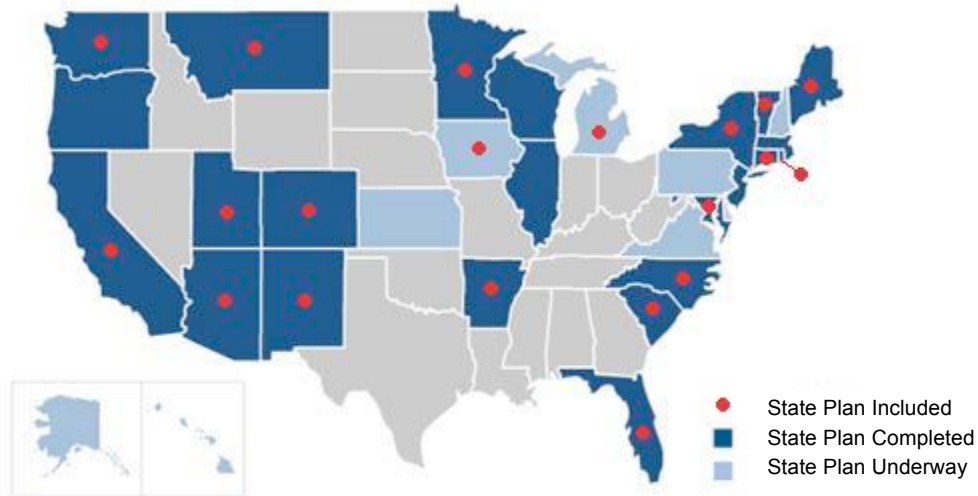 State Plan Included
State Plan Completed
State Plan Underway